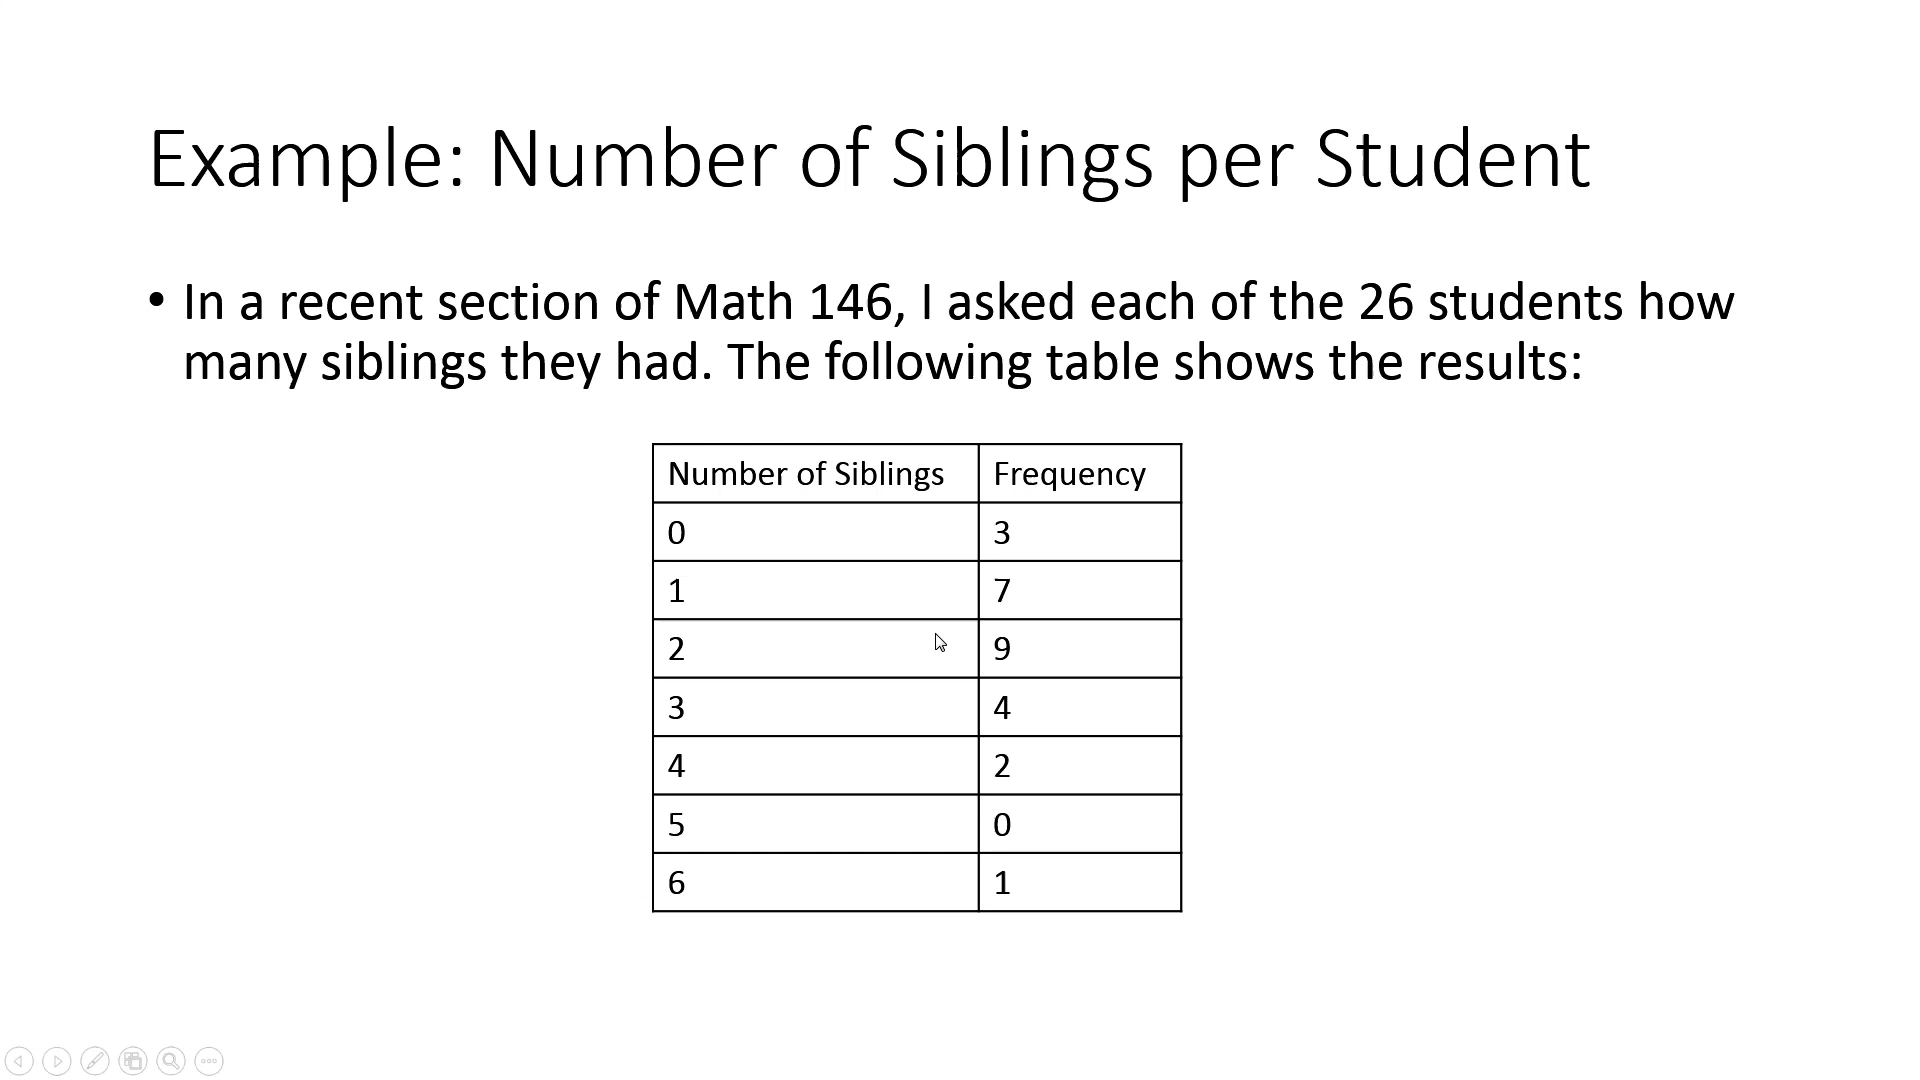 Example: Number of Siblings per Student
• In a recent section of Math 146, I asked each of the 26 students how
many siblings they had. The following table shows the results:
Number of Siblings Frequency
0 3
1 7
2 9
3 4
4 2
5 0
6 1